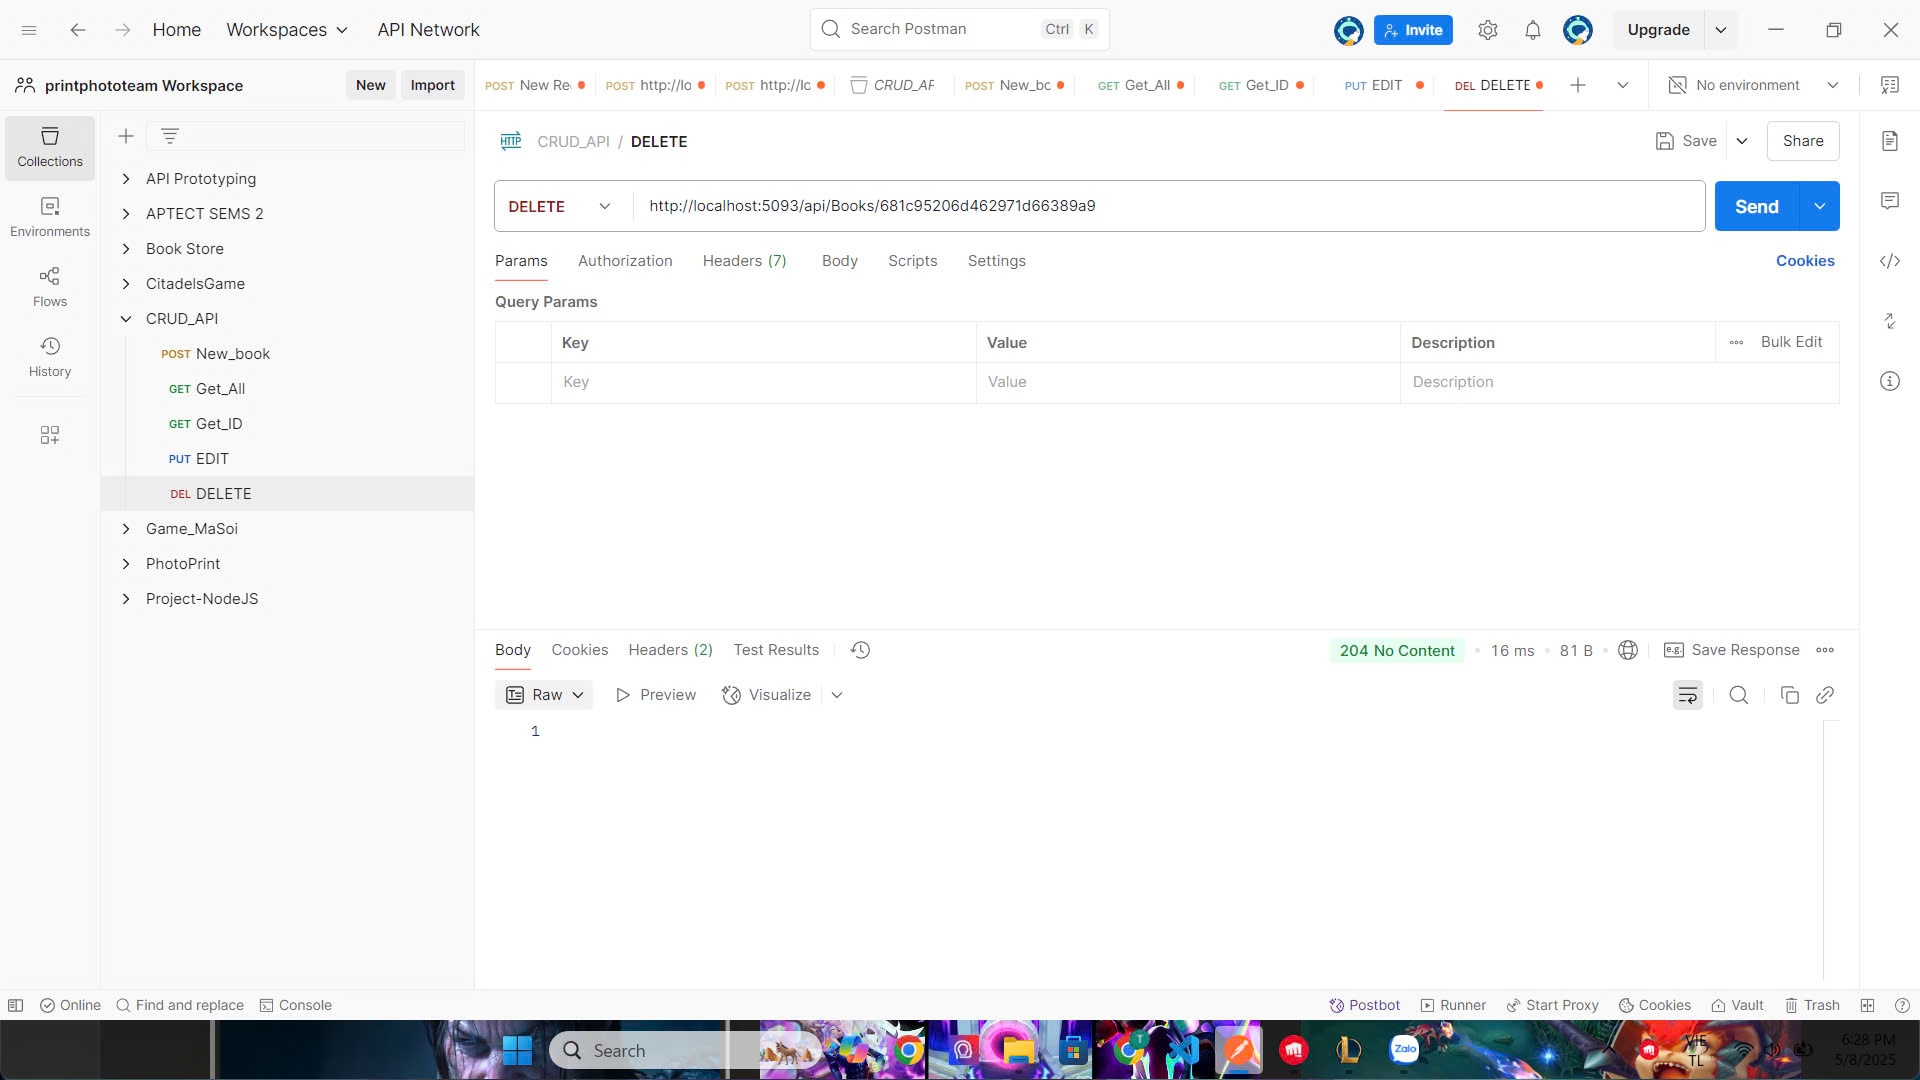 Home Workspaces API Network Search Postman Ctrl K Invite Upgrade
printphototeam Workspace New Import POST New Re POST http://lo POST http://lc CRUD_AF POST New_bc GET Get_All GET Get_ID PUT EDIT DEL DELETE No environment
Collections
Environments
Flows
History
API Prototyping
APTECT SEMS 2
Book Store
CitadelsGame
CRUD_API
POST New_book
GET Get_All
GET Get_ID
PUT EDIT
DEL DELETE
Game_MaSoi
PhotoPrint
Project-NodeJS
HTTP CRUD_API / DELETE Save Share
DELETE http://localhost:5093/api/Books/681c95206d462971d66389a9 Send
Params Authorization Headers (7) Body Scripts Settings Cookies
Query Params
Key Value Description Bulk Edit
Key Value Description
Body Cookies Headers (2) Test Results 204 No Content 16 ms 81 B e.g. Save Response
Raw Preview Visualize
1
Online Find and replace Console Postbot Runner Start Proxy Cookies Vault Trash
Search Zalo VIE 6:28 PM
TL 5/8/2025